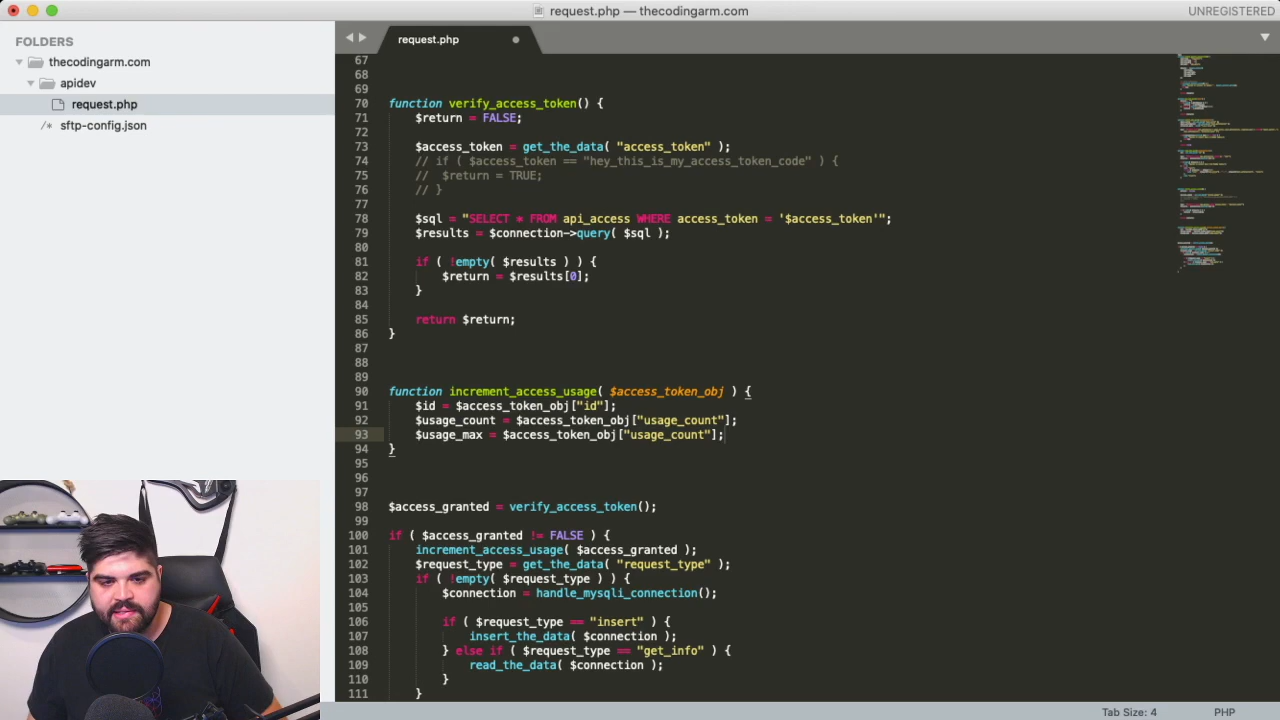 request.php — thecodingarm.com
UNREGISTERED
FOLDERS
thecodingarm.com
apidev
request.php
/* sftp-config.json
request.php
67
68
69
70 function verify_access_token() {
71 $return = FALSE;
72
73 $access_token = get_the_data( "access_token" );
74 // if ( $access_token == "hey_this_is_my_access_token_code" ) {
75 //  $return = TRUE;
76 // }
77
78 $sql = "SELECT * FROM api_access WHERE access_token = '$access_token'";
79 $results = $connection->query( $sql );
80
81 if ( !empty( $results ) ) {
82 $return = $results[0];
83 }
84
85 return $return;
86 }
87
88
89
90 function increment_access_usage( $access_token_obj ) {
91 $id = $access_token_obj["id"];
92 $usage_count = $access_token_obj["usage_count"];
93 $usage_max = $access_token_obj["usage_count"];
94 }
95
96
97
98 $access_granted = verify_access_token();
99
100 if ( $access_granted != FALSE ) {
101 increment_access_usage( $access_granted );
102 $request_type = get_the_data( "request_type" );
103 if ( !empty( $request_type ) ) {
104 $connection = handle_mysqli_connection();
105
106 if ( $request_type == "insert" ) {
107 insert_the_data( $connection );
108 } else if ( $request_type == "get_info" ) {
109 read_the_data( $connection );
110 }
111 }
Tab Size: 4
PHP